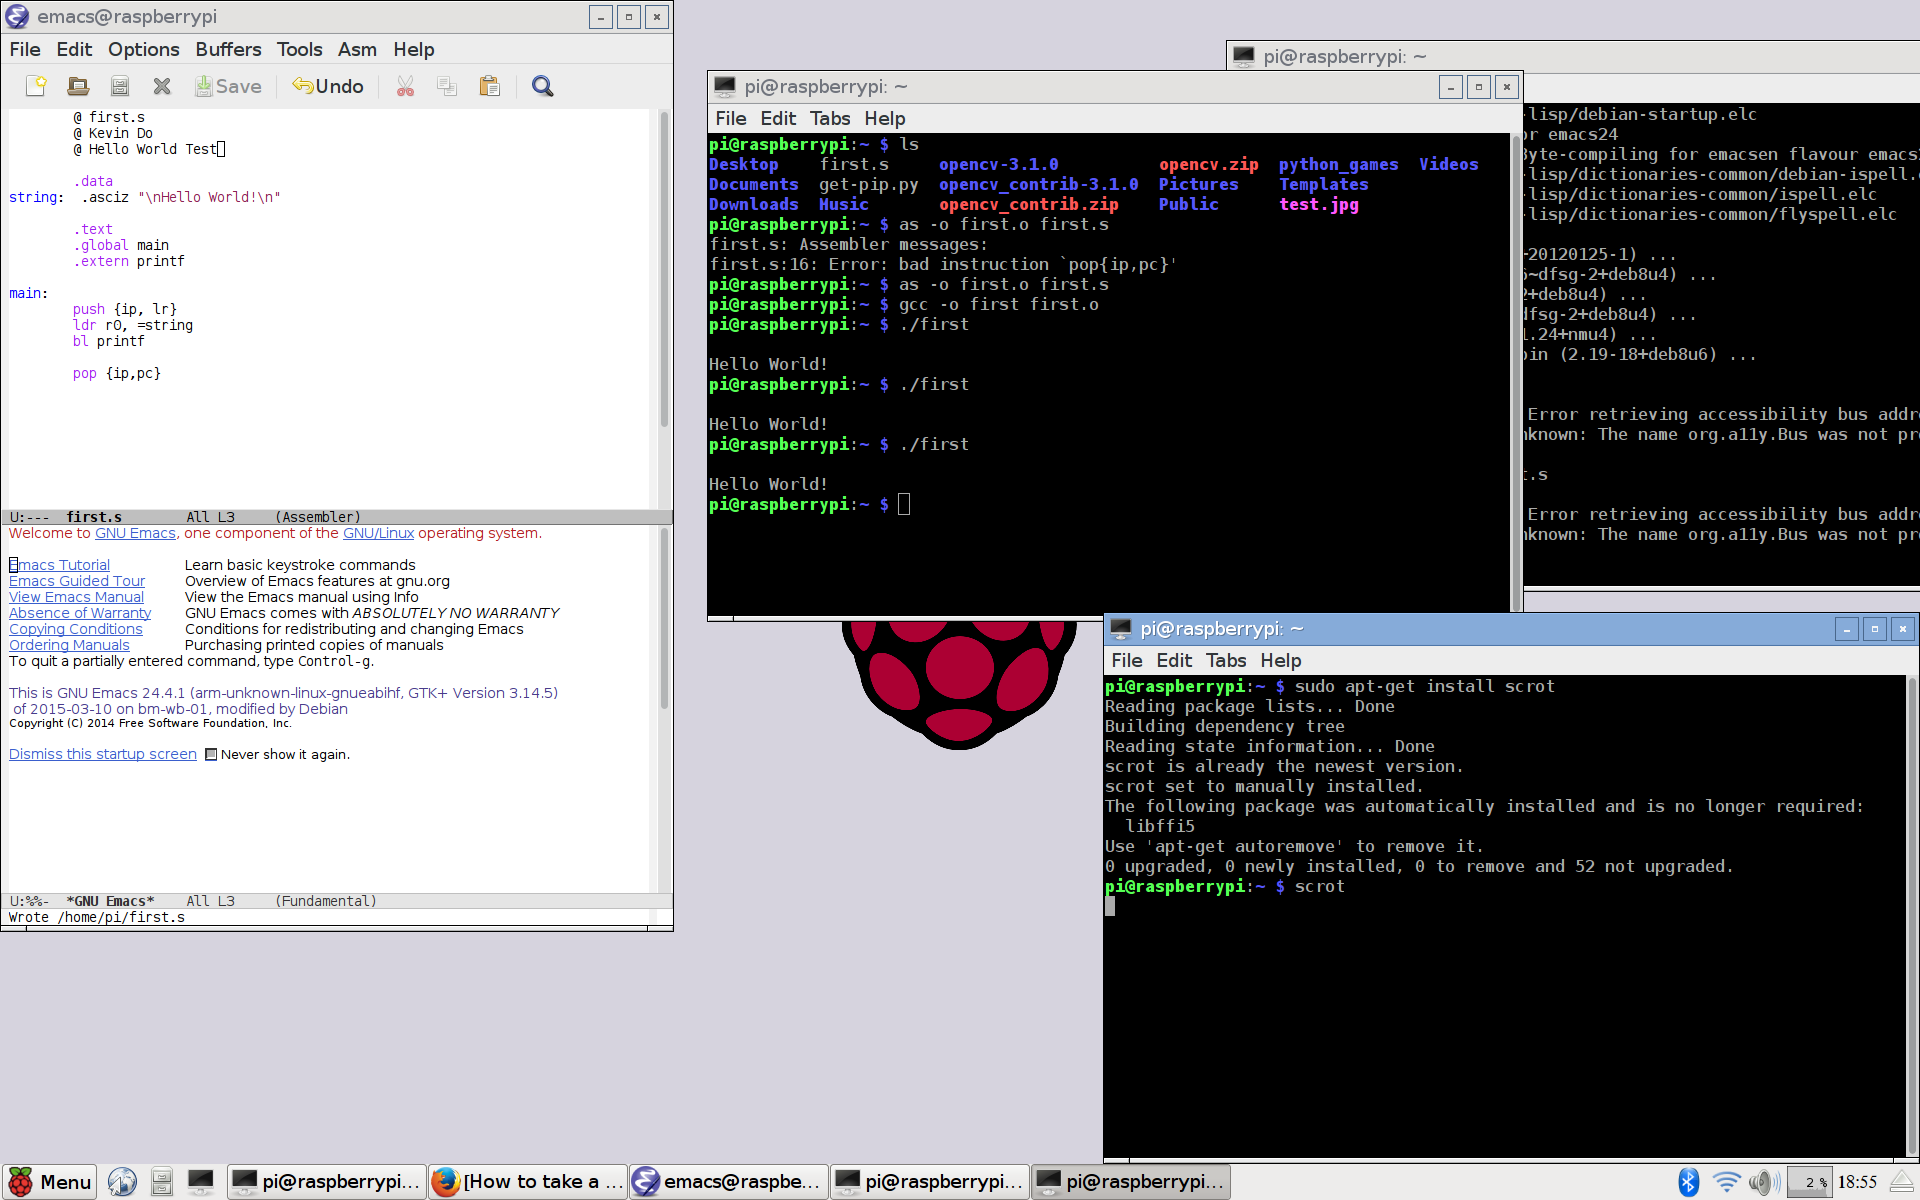 emacs@raspberrypi
File Edit Options Buffers Tools Asm Help
Save Undo
@ first.s
@ Kevin Do
@ Hello World Test
.data
string: .asciz "\nHello World!\n"
.text
.global main
.extern printf
main:
push {ip, lr}
ldr r0, =string
bl printf
pop {ip,pc}
U:--- first.s All L3 (Assembler)
Welcome to GNU Emacs, one component of the GNU/Linux operating system.
Emacs Tutorial Learn basic keystroke commands
Emacs Guided Tour Overview of Emacs features at gnu.org
View Emacs Manual View the Emacs manual using Info
Absence of Warranty GNU Emacs comes with ABSOLUTELY NO WARRANTY
Copying Conditions Conditions for redistributing and changing Emacs
Ordering Manuals Purchasing printed copies of manuals
To quit a partially entered command, type Control-g.
This is GNU Emacs 24.4.1 (arm-unknown-linux-gnueabihf, GTK+ Version 3.14.5)
of 2015-03-10 on bm-wb-01, modified by Debian
Copyright (C) 2014 Free Software Foundation, Inc.
Dismiss this startup screen Never show it again.
U:%%- *GNU Emacs* All L3 (Fundamental)
Wrote /home/pi/first.s
pi@raspberrypi: ~
File Edit Tabs Help
pi@raspberrypi:~ $ ls
Desktop first.s opencv-3.1.0 opencv.zip python_games Videos
Documents get-pip.py opencv_contrib-3.1.0 Pictures Templates
Downloads Music opencv_contrib.zip Public test.jpg
pi@raspberrypi:~ $ as -o first.o first.s
first.s: Assembler messages:
first.s:16: Error: bad instruction `pop{ip,pc}'
pi@raspberrypi:~ $ as -o first.o first.s
pi@raspberrypi:~ $ gcc -o first first.o
pi@raspberrypi:~ $ ./first
Hello World!
pi@raspberrypi:~ $ ./first
Hello World!
pi@raspberrypi:~ $ ./first
Hello World!
pi@raspberrypi:~ $
pi@raspberrypi: ~
-lisp/debian-startup.elc
or emacs24
Byte-compiling for emacsen flavour emacs
-lisp/dictionaries-common/debian-ispell.
-lisp/dictionaries-common/ispell.elc
-lisp/dictionaries-common/flyspell.elc
-20120125-1) ...
~dfsg-2+deb8u4) ...
+deb8u4) ...
dfsg-2+deb8u4) ...
1.24+nmu4) ...
bin (2.19-18+deb8u6) ...
Error retrieving accessibility bus addr
nknown: The name org.a11y.Bus was not pr
t.s
Error retrieving accessibility bus addr
nknown: The name org.a11y.Bus was not pr
pi@raspberrypi: ~
File Edit Tabs Help
pi@raspberrypi:~ $ sudo apt-get install scrot
Reading package lists... Done
Building dependency tree
Reading state information... Done
scrot is already the newest version.
scrot set to manually installed.
The following package was automatically installed and is no longer required:
libffi5
Use 'apt-get autoremove' to remove it.
0 upgraded, 0 newly installed, 0 to remove and 52 not upgraded.
pi@raspberrypi:~ $ scrot
Menu pi@raspberrypi... [How to take a ... emacs@raspbe... pi@raspberrypi... pi@raspberrypi... 2 % 18:55